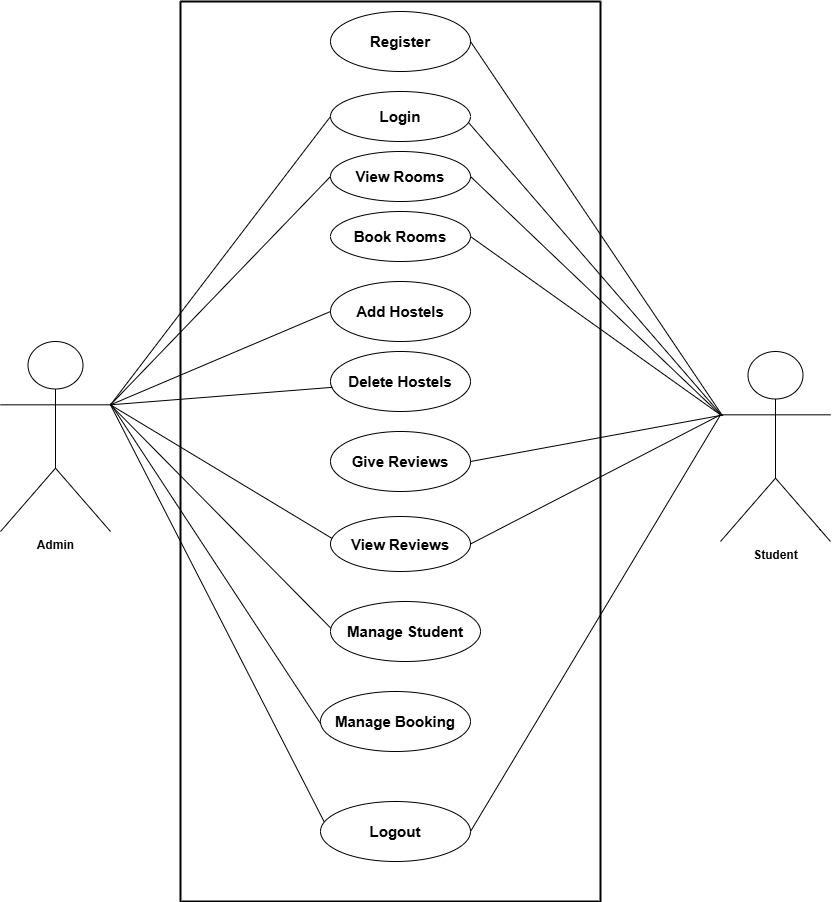 Register
Login
View Rooms
Book Rooms
Add Hostels
Delete Hostels
Give Reviews
View Reviews
Admin
Student
Manage Student
Manage Booking
Logout